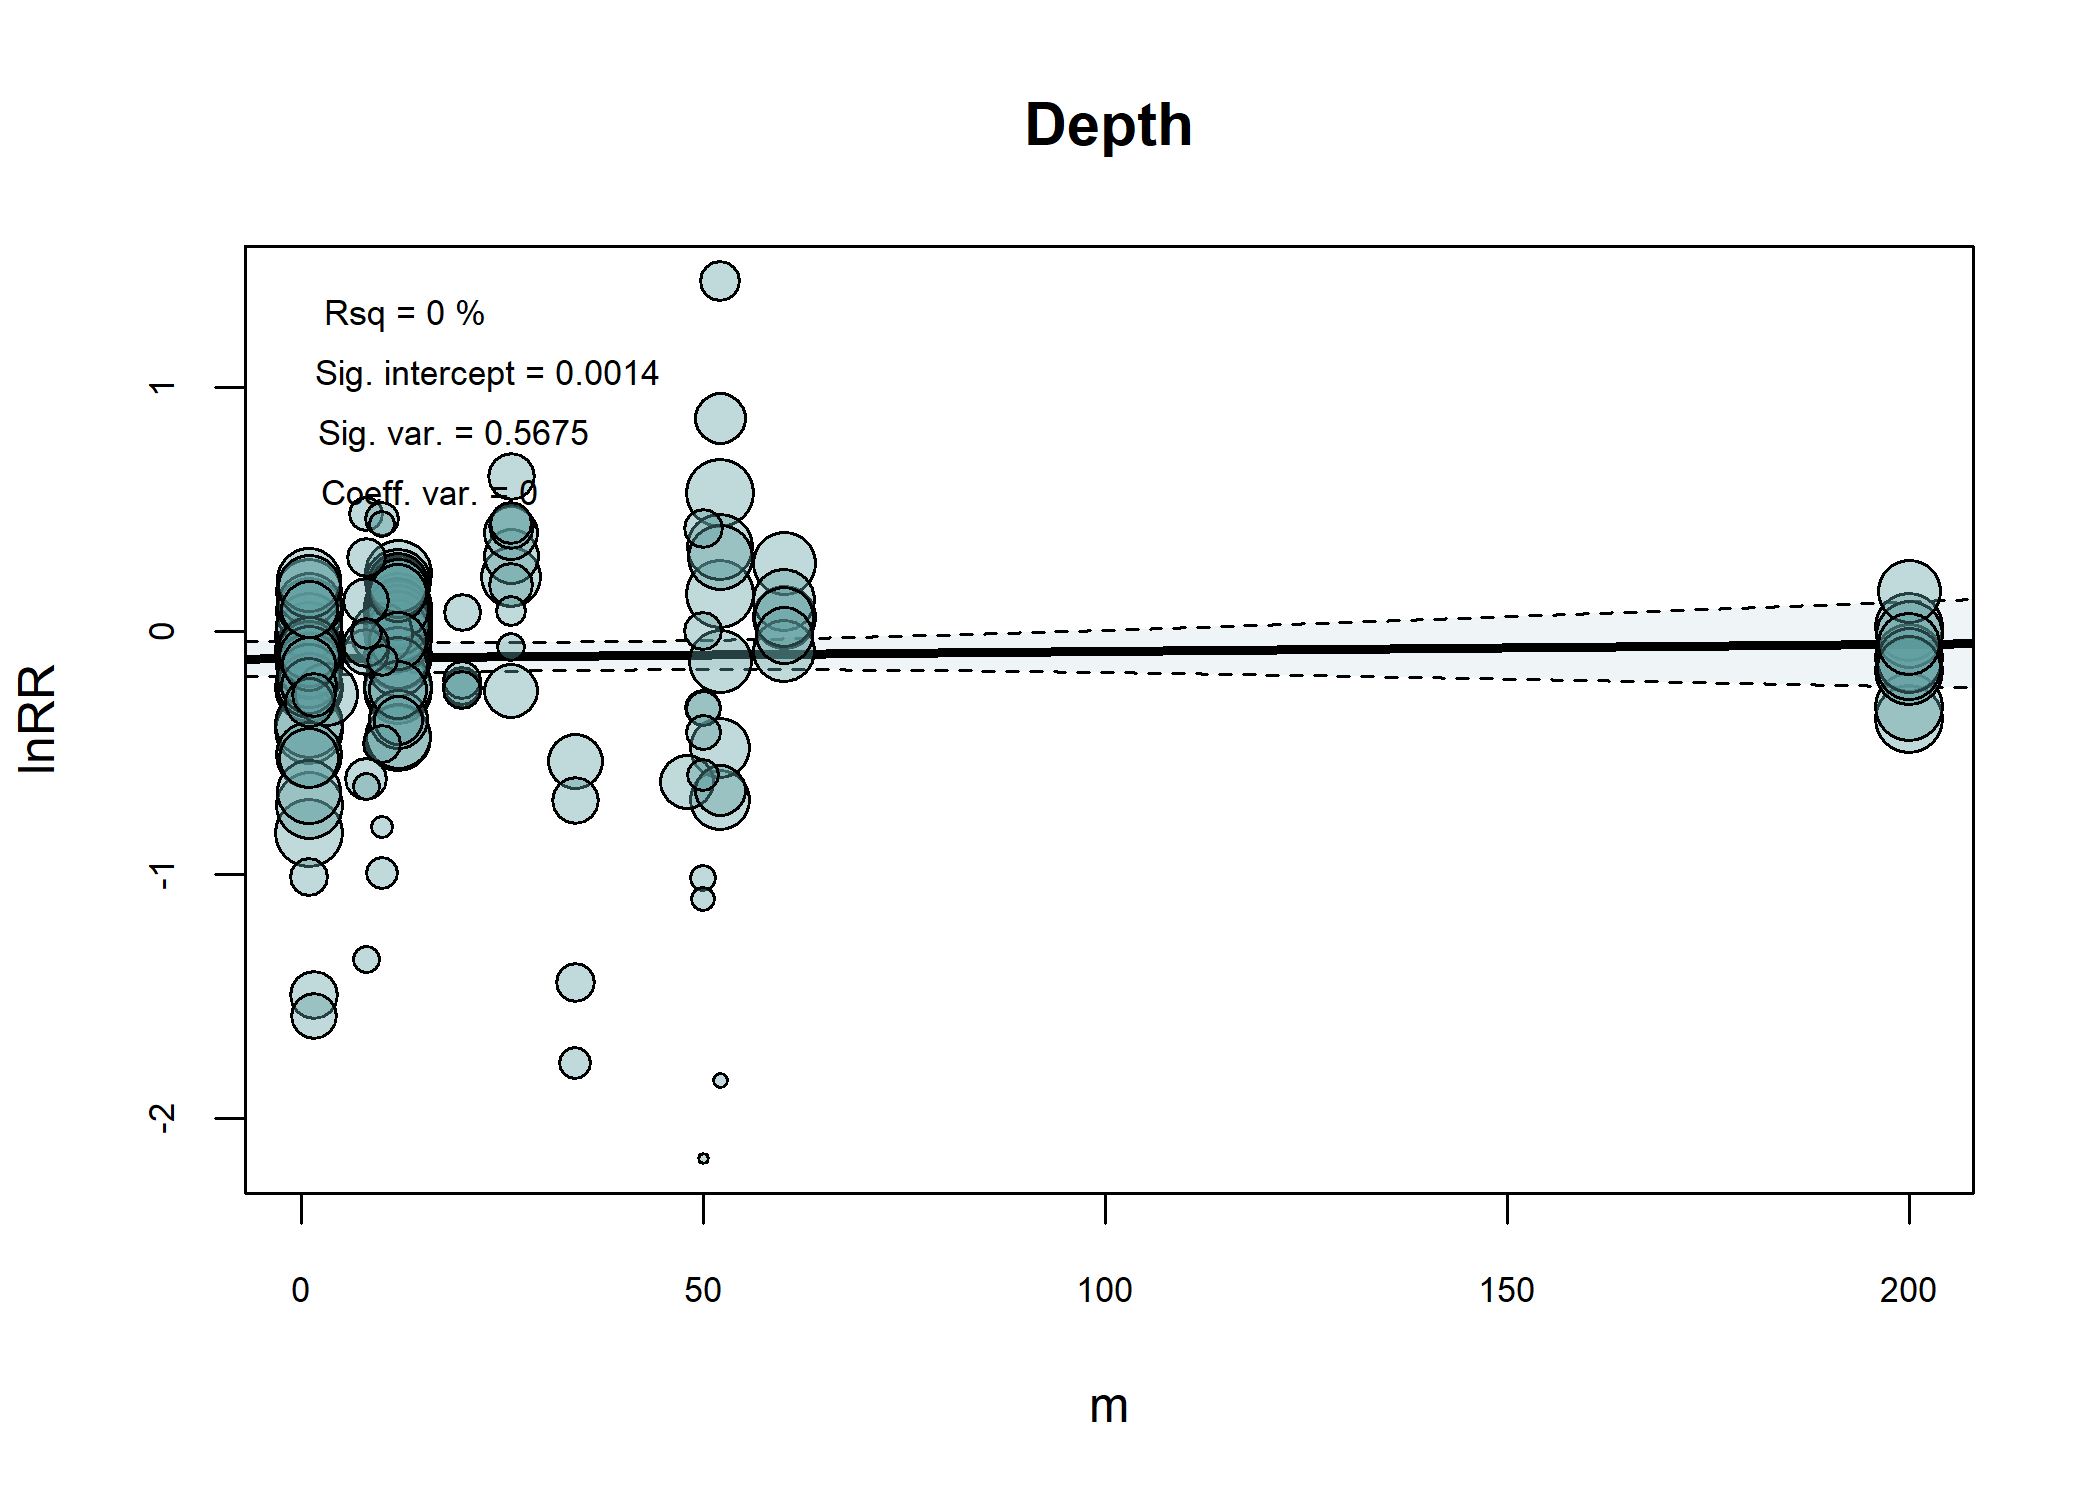 Depth
Rsq = 0 %
Sig. intercept = 0.0014
Sig. var. = 0.5675
Coeff. var. = 0
lnRR
1
0
-1
-2
0 50 100 150 200
m